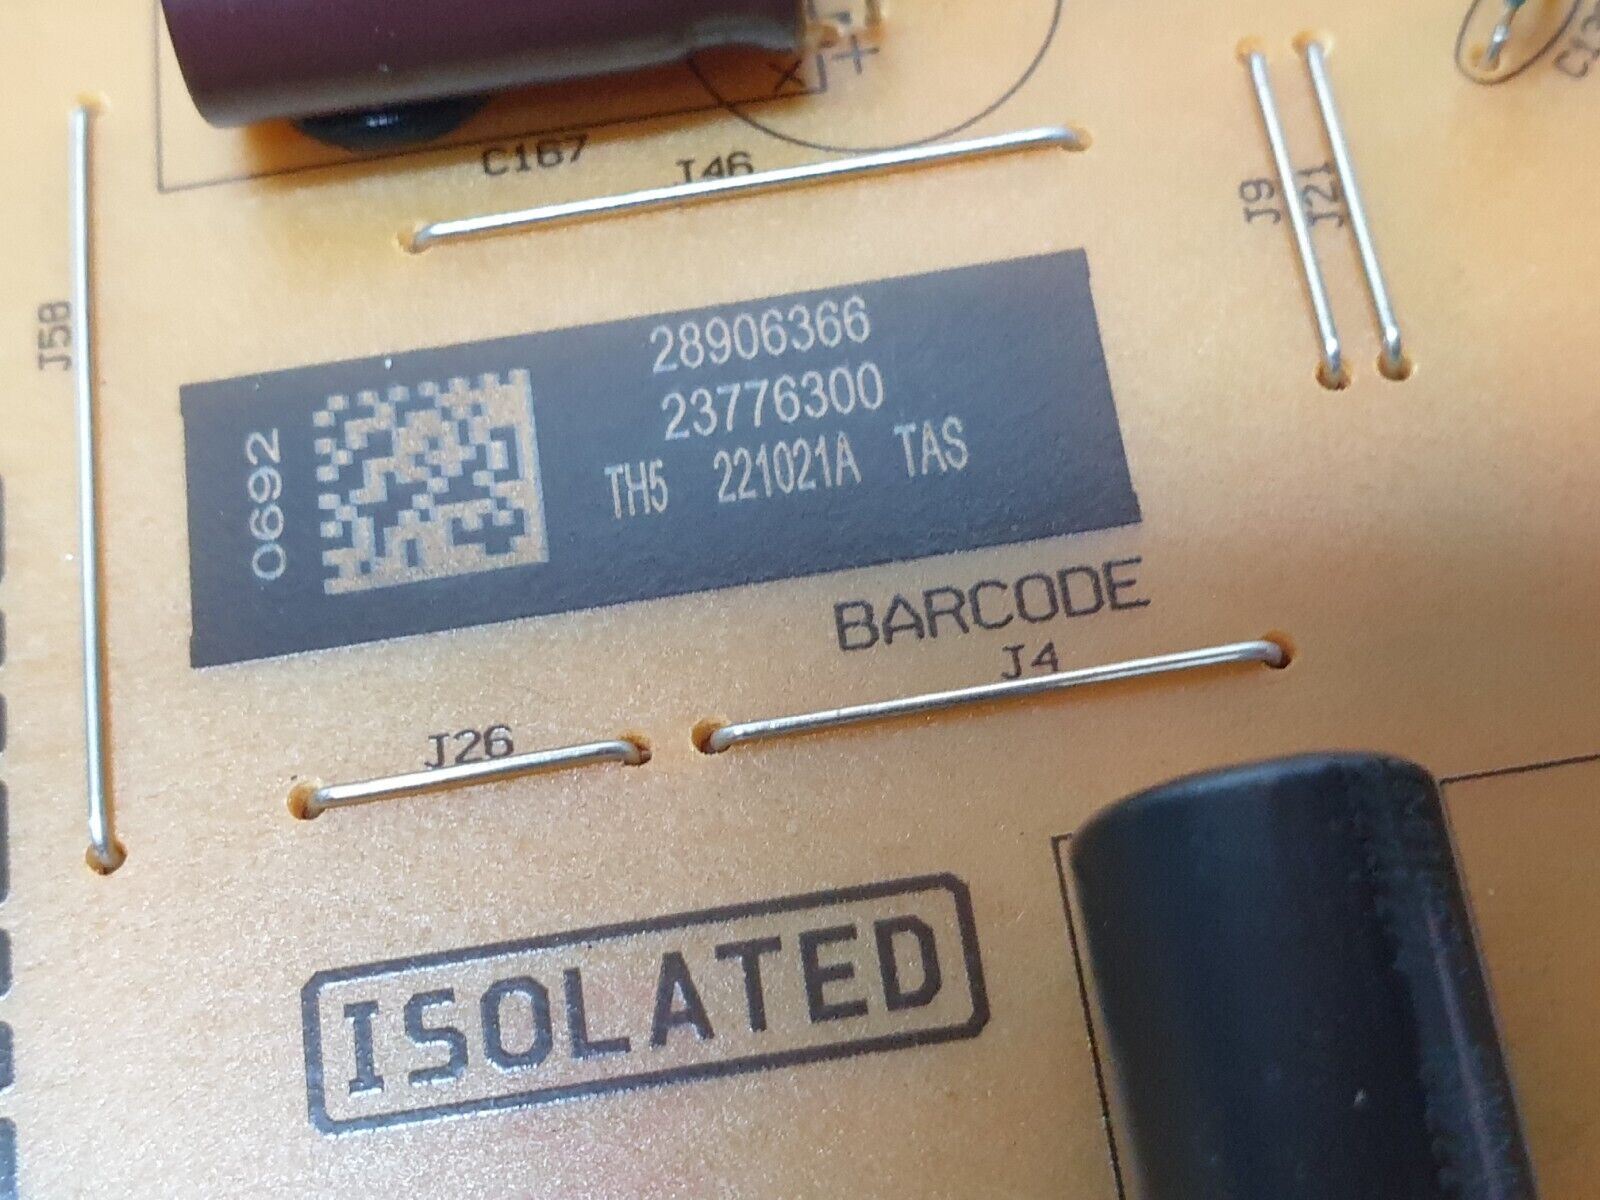 C167
J46
J9
J21
J58
28906366
23776300
TH5 221021A TAS
0692
BARCODE
J4
J26
ISOLATED